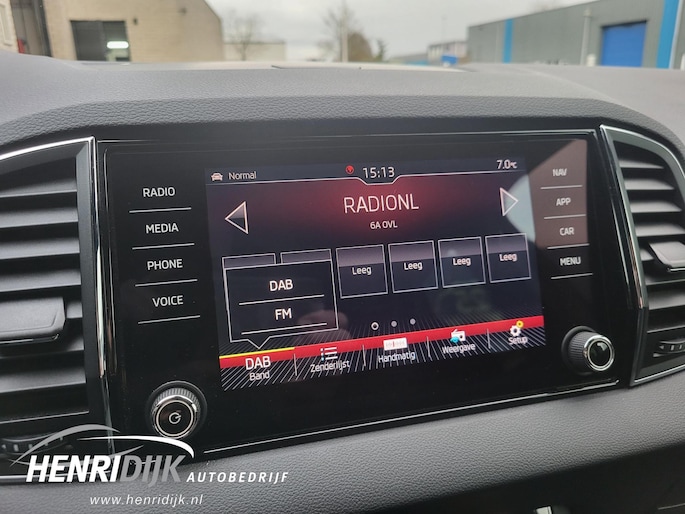 Normal 15:13 7.0°C
RADIO
MEDIA
PHONE
VOICE
NAV
APP
CAR
MENU
RADIONL
6A OVL
Leeg Leeg Leeg Leeg
DAB
FM
DAB
Band
Zenderlijst
Handmatig
Weergave
Setup
HENRIDIJK AUTOBEDRIJF
www.henridijk.nl